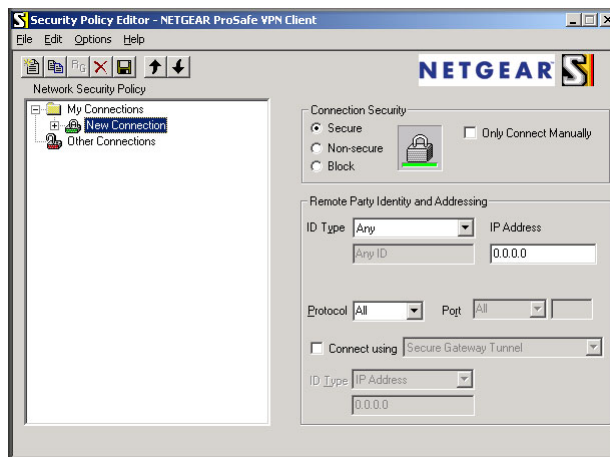 Security Policy Editor - NETGEAR ProSafe VPN Client
File Edit Options Help
NETGEAR
Network Security Policy
My Connections
New Connection
Other Connections
Connection Security
Secure
Non-secure
Block
Only Connect Manually
Remote Party Identity and Addressing
ID Type Any IP Address
Any ID 0.0.0.0
Protocol All Port All
Connect using Secure Gateway Tunnel
ID Type IP Address
0.0.0.0